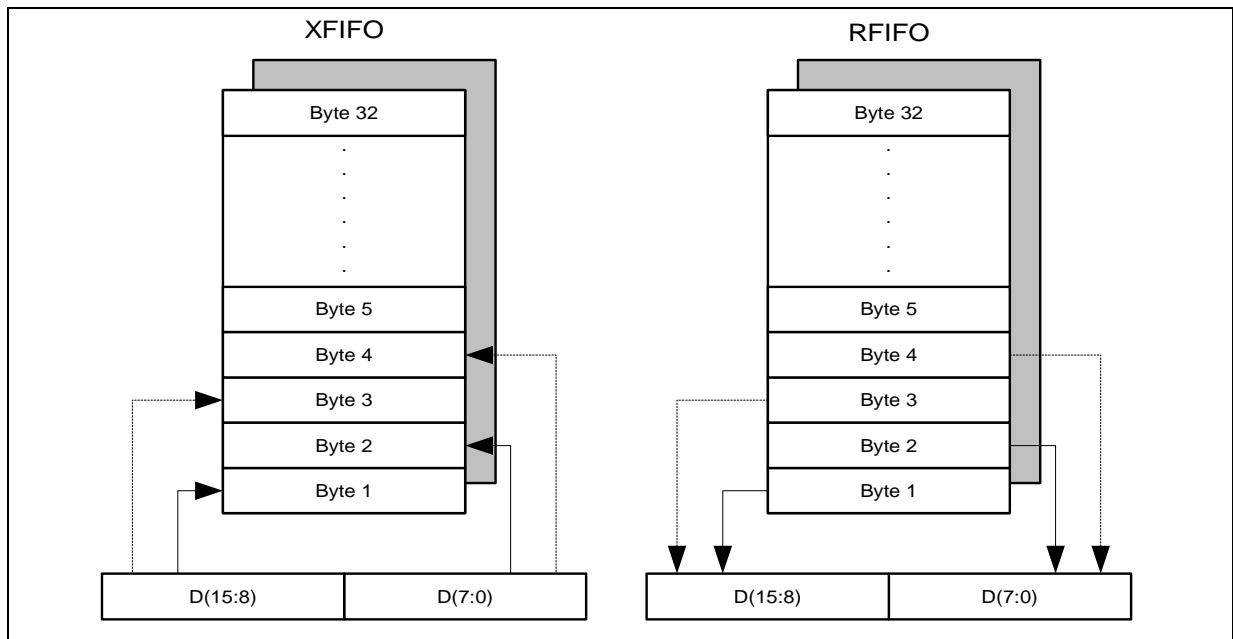 XFIFO
Byte 32
.
.
.
.
.
.
Byte 5
Byte 4
Byte 3
Byte 2
Byte 1
D(15:8) D(7:0)
RFIFO
Byte 32
.
.
.
.
.
.
Byte 5
Byte 4
Byte 3
Byte 2
Byte 1
D(15:8) D(7:0)